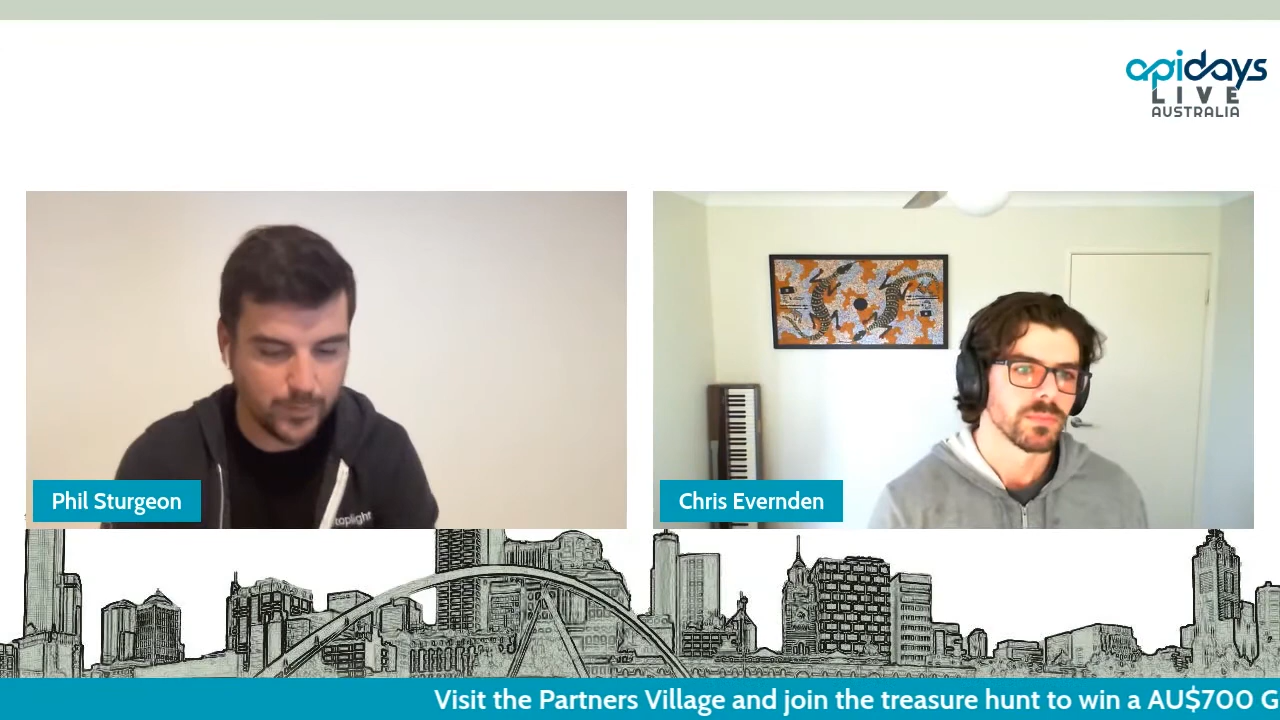 apidays
LIVE
AUSTRALIA
toplight
Phil Sturgeon
Chris Evernden
Visit the Partners Village and join the treasure hunt to win a AU$700 G